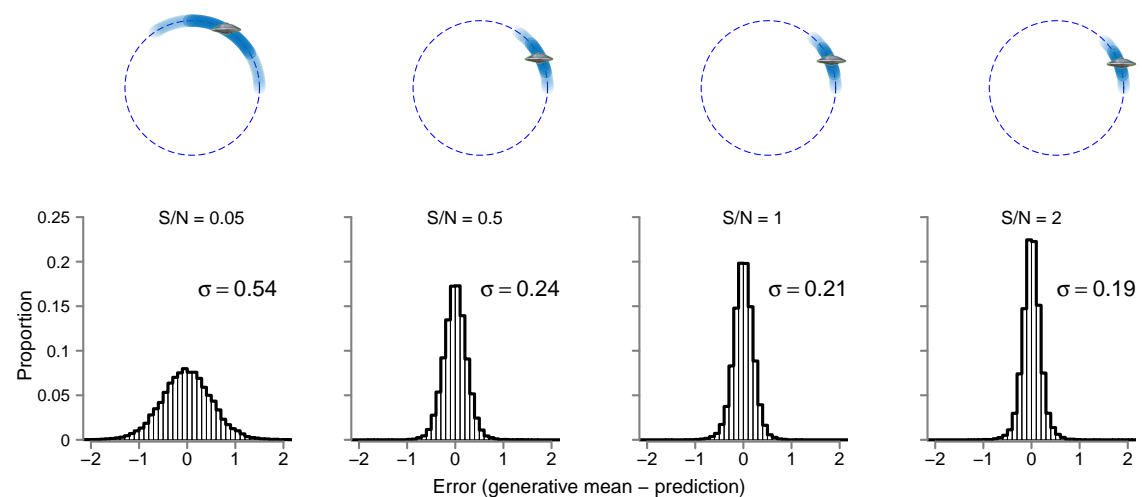 S/N = 0.05
S/N = 0.5
S/N = 1
S/N = 2
0.25
0.2
0.15
0.1
0.05
0
Proportion
σ = 0.54
σ = 0.24
σ = 0.21
σ = 0.19
−2 −1 0 1 2
−2 −1 0 1 2
−2 −1 0 1 2
−2 −1 0 1 2
Error (generative mean − prediction)